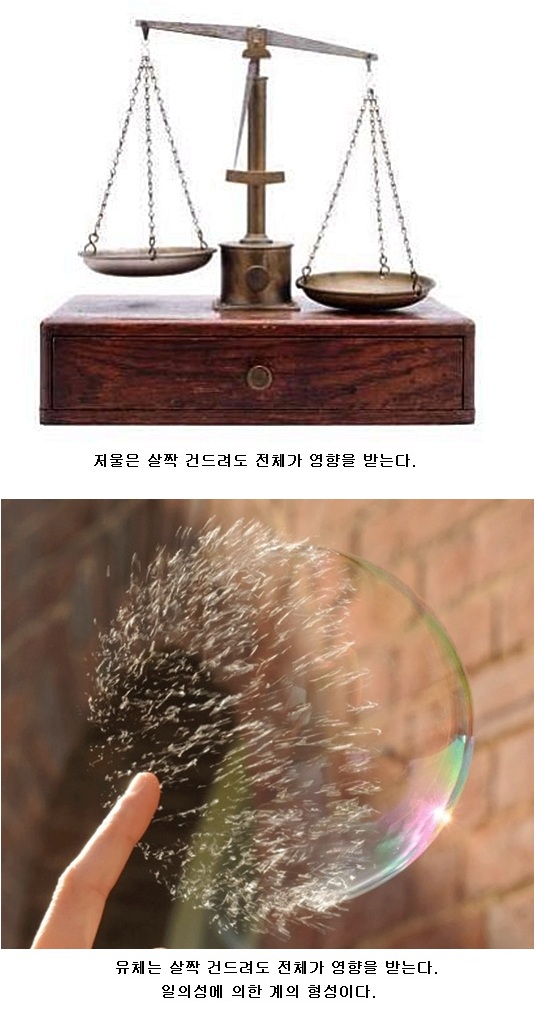 저울은 살짝 건드려도 전체가 영향을 받는다.
유체는 살짝 건드려도 전체가 영향을 받는다.
일의성에 의한 계의 형성이다.